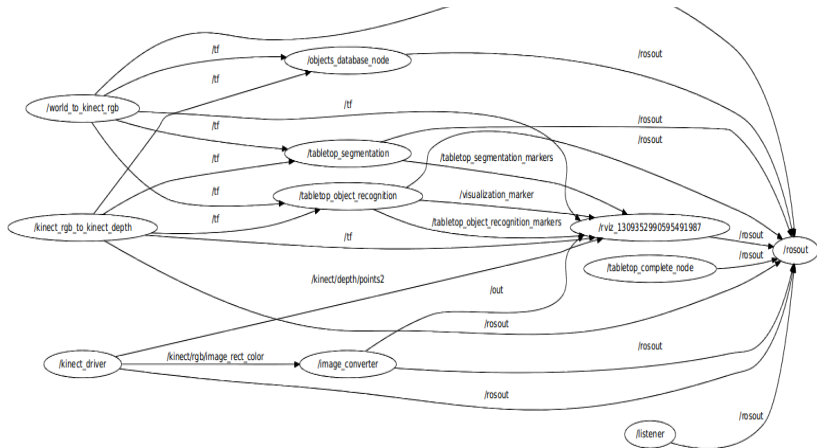 /tf
/objects_database_node
/rosout
/tf
/world_to_kinect_rgb
/tf
/rosout
/tf
/rosout
/tabletop_segmentation
/tabletop_segmentation_markers
/tf
/tf
/tabletop_object_recognition
/visualization_marker
/tf
/tabletop_object_recognition_markers
/kinect_rgb_to_kinect_depth
/rviz_1309352990595491987
/tf
/rosout
/rosout
/rosout
/tabletop_complete_node
/kinect/depth/points2
/out
/rosout
/rosout
/kinect/rgb/image_rect_color
/kinect_driver
/image_converter
/rosout
/rosout
/listener